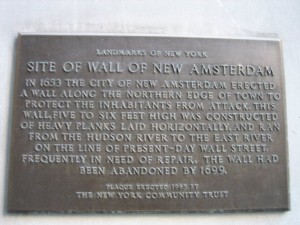 LANDMARKS OF NEW YORK
SITE OF WALL OF NEW AMSTERDAM
IN 1653 THE CITY OF NEW AMSTERDAM ERECTED
A WALL ALONG THE NORTHERN EDGE OF TOWN TO
PROTECT THE INHABITANTS FROM ATTACK. THIS
WALL, FIVE TO SIX FEET HIGH WAS CONSTRUCTED
OF HEAVY PLANKS LAID HORIZONTALLY, AND RAN
FROM THE HUDSON RIVER TO THE EAST RIVER
ON THE LINE OF PRESENT-DAY WALL STREET.
FREQUENTLY IN NEED OF REPAIR, THE WALL HAD
BEEN ABANDONED BY 1699.
PLAQUE ERECTED BY
THE NEW YORK COMMUNITY TRUST